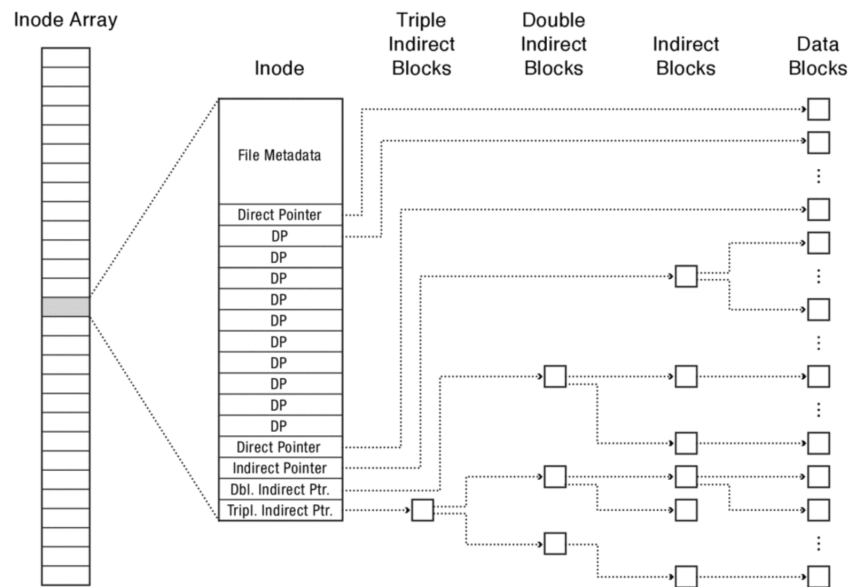 Inode Array
Triple
Indirect
Blocks
Double
Indirect
Blocks
Inode
Indirect
Blocks
Data
Blocks
File Metadata
Direct Pointer
DP
DP
DP
DP
DP
DP
DP
DP
DP
DP
Direct Pointer
Indirect Pointer
Dbl. Indirect Ptr.
Tripl. Indirect Ptr.